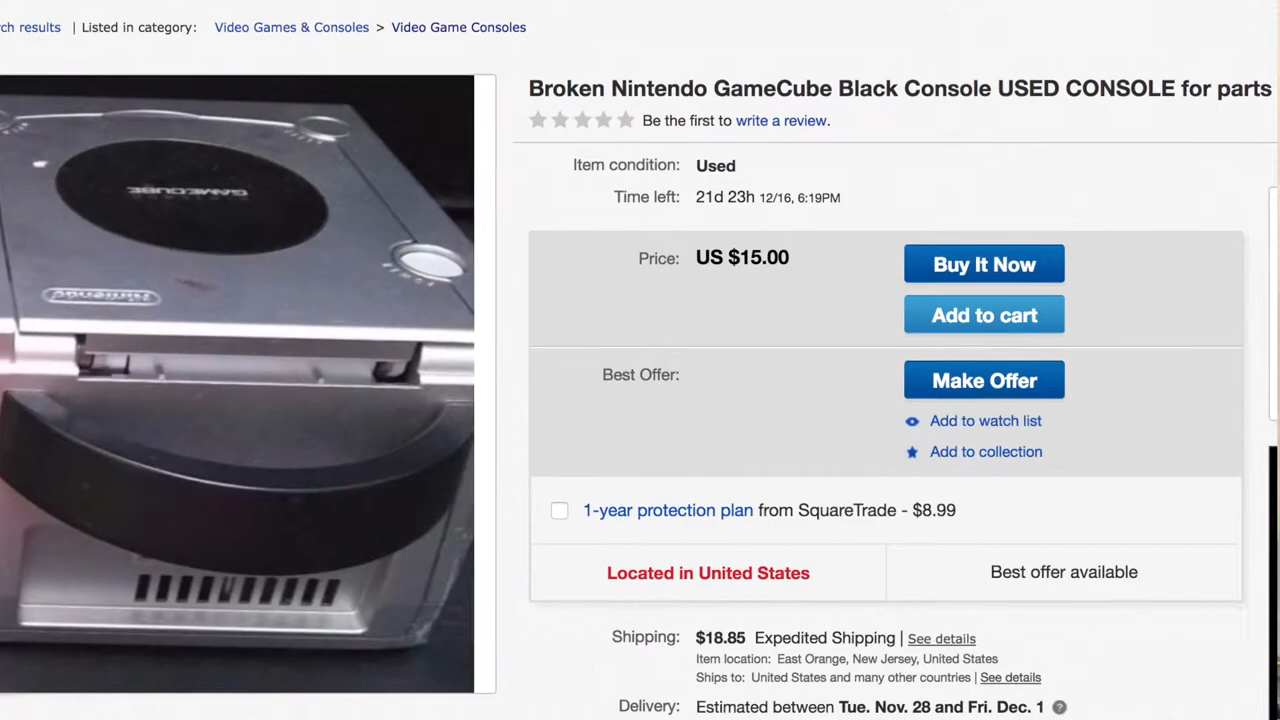 rch results | Listed in category: Video Games & Consoles > Video Game Consoles
Broken Nintendo GameCube Black Console USED CONSOLE for parts
Be the first to write a review.
Item condition: Used
Time left: 21d 23h 12/16, 6:19PM
Price: US $15.00
Buy It Now
Add to cart
Best Offer:
Make Offer
Add to watch list
Add to collection
1-year protection plan from SquareTrade - $8.99
Located in United States
Best offer available
Shipping: $18.85 Expedited Shipping | See details
Item location: East Orange, New Jersey, United States
Ships to: United States and many other countries | See details
Delivery: Estimated between Tue. Nov. 28 and Fri. Dec. 1 ?
GAMECUBE
Nintendo